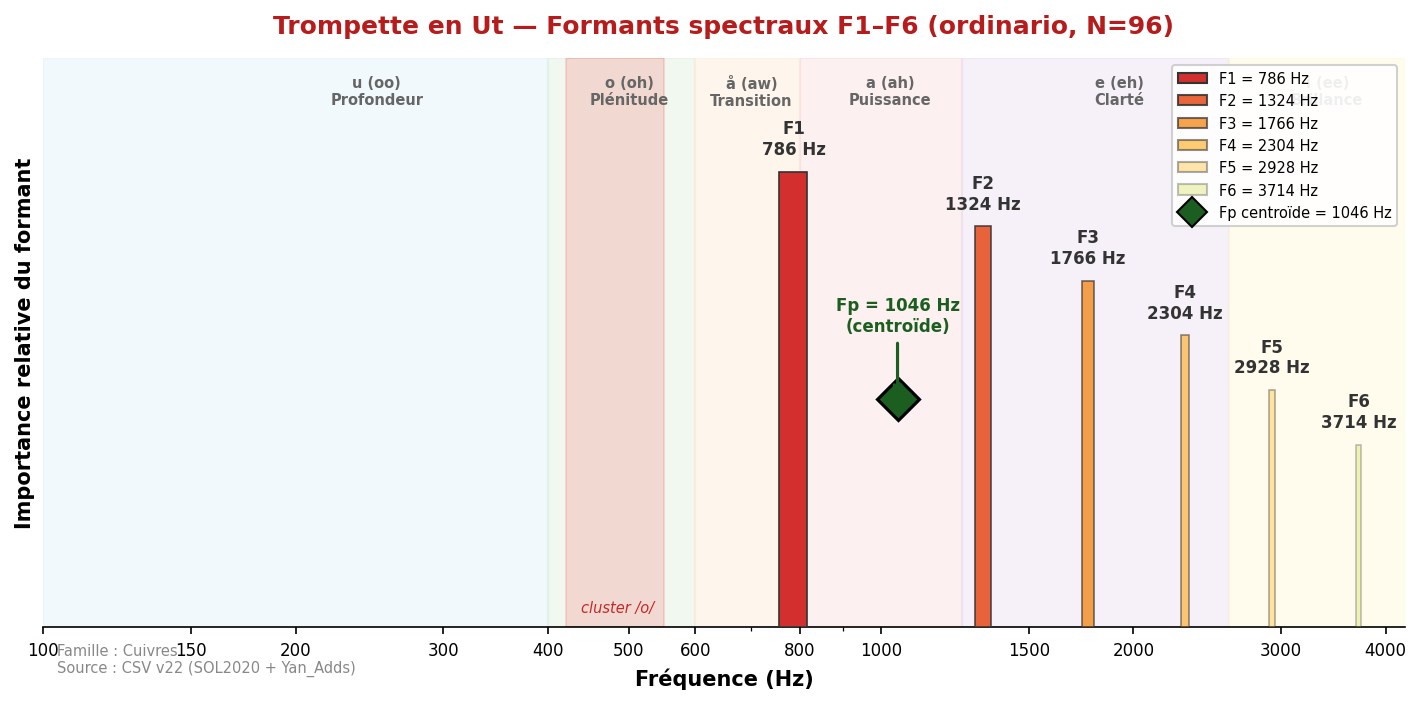 Trompette en Ut — Formants spectraux F1–F6 (ordinario, N=96)
u (oo)
Profondeur
o (oh)
Plénitude
å (aw)
Transition
a (ah)
Puissance
e (eh)
Clarté
(ee)
F1 = 786 Hz
F2 = 1324 Hz
F3 = 1766 Hz
F4 = 2304 Hz
F5 = 2928 Hz
F6 = 3714 Hz
Fp centroïde = 1046 Hz
F1
786 Hz
F2
1324 Hz
F3
1766 Hz
F4
2304 Hz
F5
2928 Hz
F6
3714 Hz
Fp = 1046 Hz
(centroïde)
cluster /o/
Importance relative du formant
100 150 200 300 400 500 600 800 1000 1500 2000 3000 4000
Famille : Cuivres
Source : CSV v22 (SOL2020 + Yan_Adds)
Fréquence (Hz)